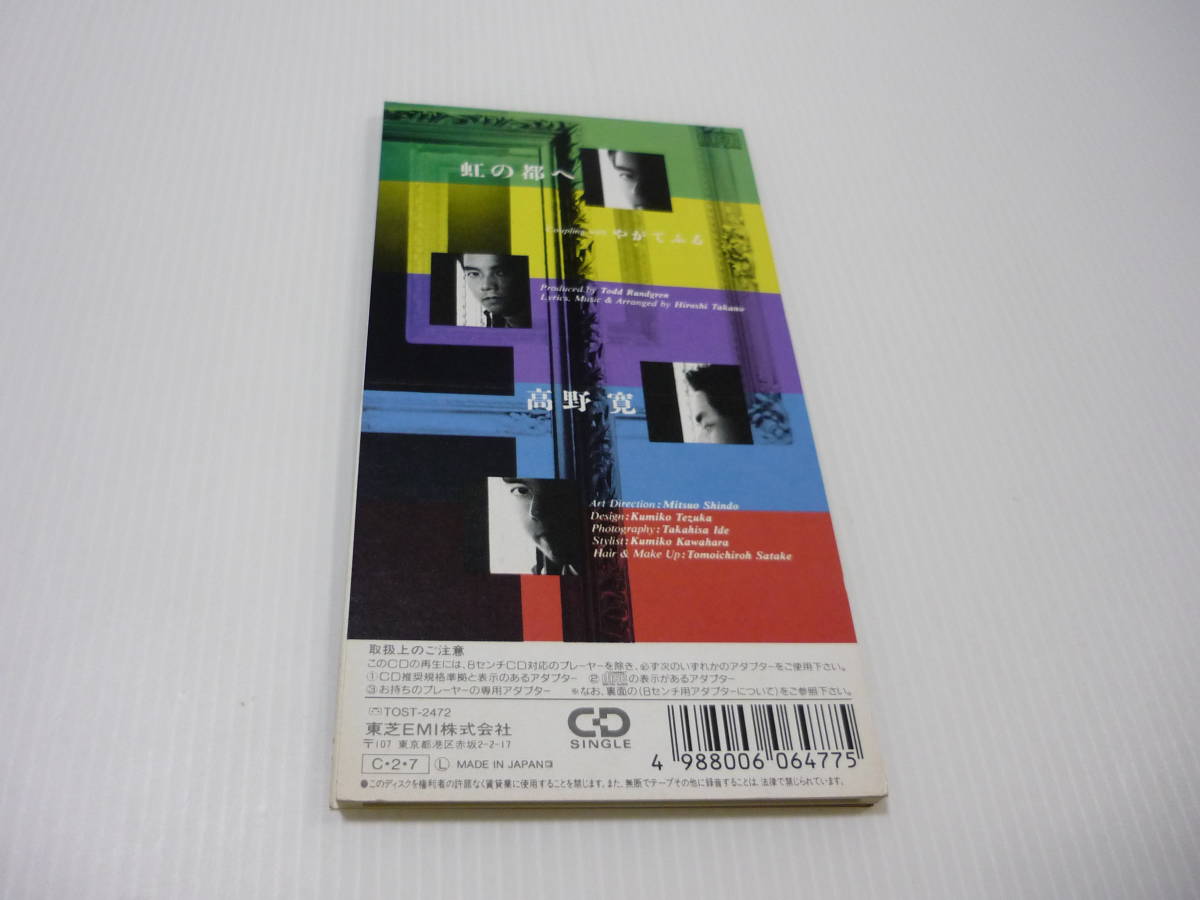 虹の都へ
Coupling with やがてふる
Produced by Todd Rundgren
Lyrics, Music & Arranged by Hiroshi Takano
高野 寛
Art Direction:Mitsuo Shindo
Design:Kumiko Tezuka
Photography:Takahisa Ide
Stylist:Kumiko Kawahara
Hair & Make Up:Tomoichiroh Satake
取扱上のご注意
このCDの再生には、8センチCD対応のプレーヤーを除き、必ず次のいずれかのアダプターをご使用下さい。
①CD推奨規格準拠と表示のあるアダプター ②の表示があるアダプター
③お持ちのプレーヤーの専用アダプター ※なお、裏面の(8センチ用アダプターについて)をご参照下さい。
TOST-2472
東芝EMI株式会社
〒107 東京都港区赤坂2-2-17
C・2・7 Ⓛ MADE IN JAPAN
CD
SINGLE
4 988006 064775
●このディスクを権利者の許諾なく賃貸業に使用することを禁じます。また、無断でテープその他に録音することは、法律で禁じられています。